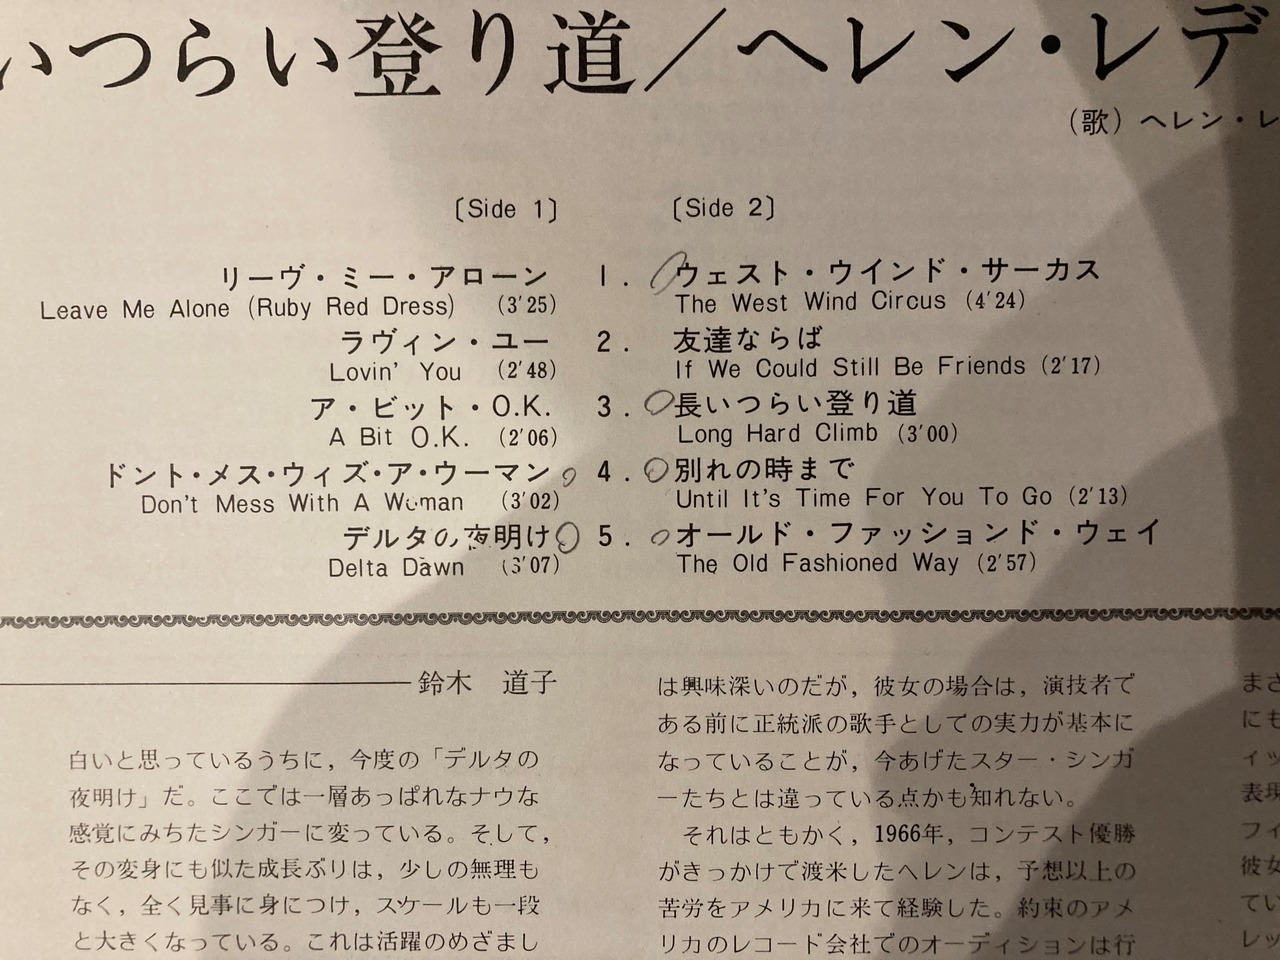 いつらい登り道／ヘレン・レデ
（歌）ヘレン・レ
〔Side 1〕
リーヴ・ミー・アローン
Leave Me Alone (Ruby Red Dress) (3′25)
ラヴィン・ユー
Lovin' You (2′48)
ア・ビット・O.K.
A Bit O.K. (2′06)
ドント・メス・ウィズ・ア・ウーマン
Don't Mess With A Woman (3′02)
デルタの夜明け
Delta Dawn (3′07)
〔Side 2〕
1. ウェスト・ウインド・サーカス
The West Wind Circus (4′24)
2. 友達ならば
If We Could Still Be Friends (2′17)
3. 長いつらい登り道
Long Hard Climb (3′00)
4. 別れの時まで
Until It's Time For You To Go (2′13)
5. オールド・ファッションド・ウェイ
The Old Fashioned Way (2′57)
鈴木 道子
白いと思っているうちに，今度の「デルタの
夜明け」だ。ここでは一層あっぱれなナウな
感覚にみちたシンガーに変っている。そして，
その変身にも似た成長ぶりは，少しの無理も
なく，全く見事に身につけ，スケールも一段
と大きくなっている。これは活躍のめざまし
は興味深いのだが，彼女の場合は，演技者で
ある前に正統派の歌手としての実力が基本に
なっていることが，今あげたスター・シンガ
ーたちとは違っている点かも知れない。
それはともかく，1966年，コンテスト優勝
がきっかけで渡米したヘレンは，予想以上の
苦労をアメリカに来て経験した。約束のアメ
リカのレコード会社でのオーディションは行
まさ
にも
ィッ
表現
フィ
彼女
てい
レッ